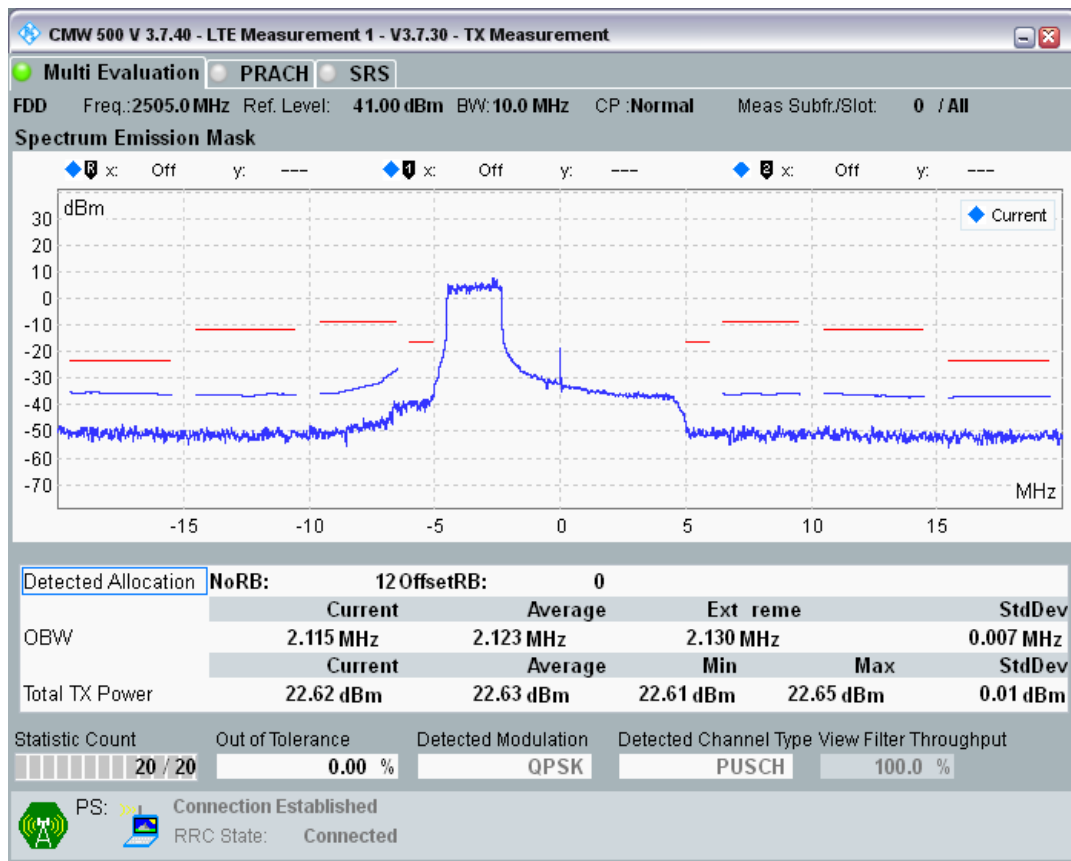 CMW 500 V 3.7.40 - LTE Measurement 1 - V3.7.30 - TX Measurement
Multi Evaluation PRACH SRS
FDD Freq.:2505.0MHz Ref. Level: 41.00 dBm BW:10.0 MHz CP :Normal Meas Subfr./Slot: 0 / All
Spectrum Emission Mask
R x: Off y: --- 1 x: Off y: --- 2 x: Off y: ---
dBm
Current
30
20
10
0
-10
-20
-30
-40
-50
-60
-70
MHz
-15 -10 -5 0 5 10 15
Detected Allocation NoRB: 12 OffsetRB: 0
Current Average Ext reme StdDev
OBW 2.115 MHz 2.123 MHz 2.130 MHz 0.007 MHz
Current Average Min Max StdDev
Total TX Power 22.62 dBm 22.63 dBm 22.61 dBm 22.65 dBm 0.01 dBm
Statistic Count Out of Tolerance Detected Modulation Detected Channel Type View Filter Throughput
20 / 20 0.00 % QPSK PUSCH 100.0 %
PS: Connection Established
RRC State: Connected